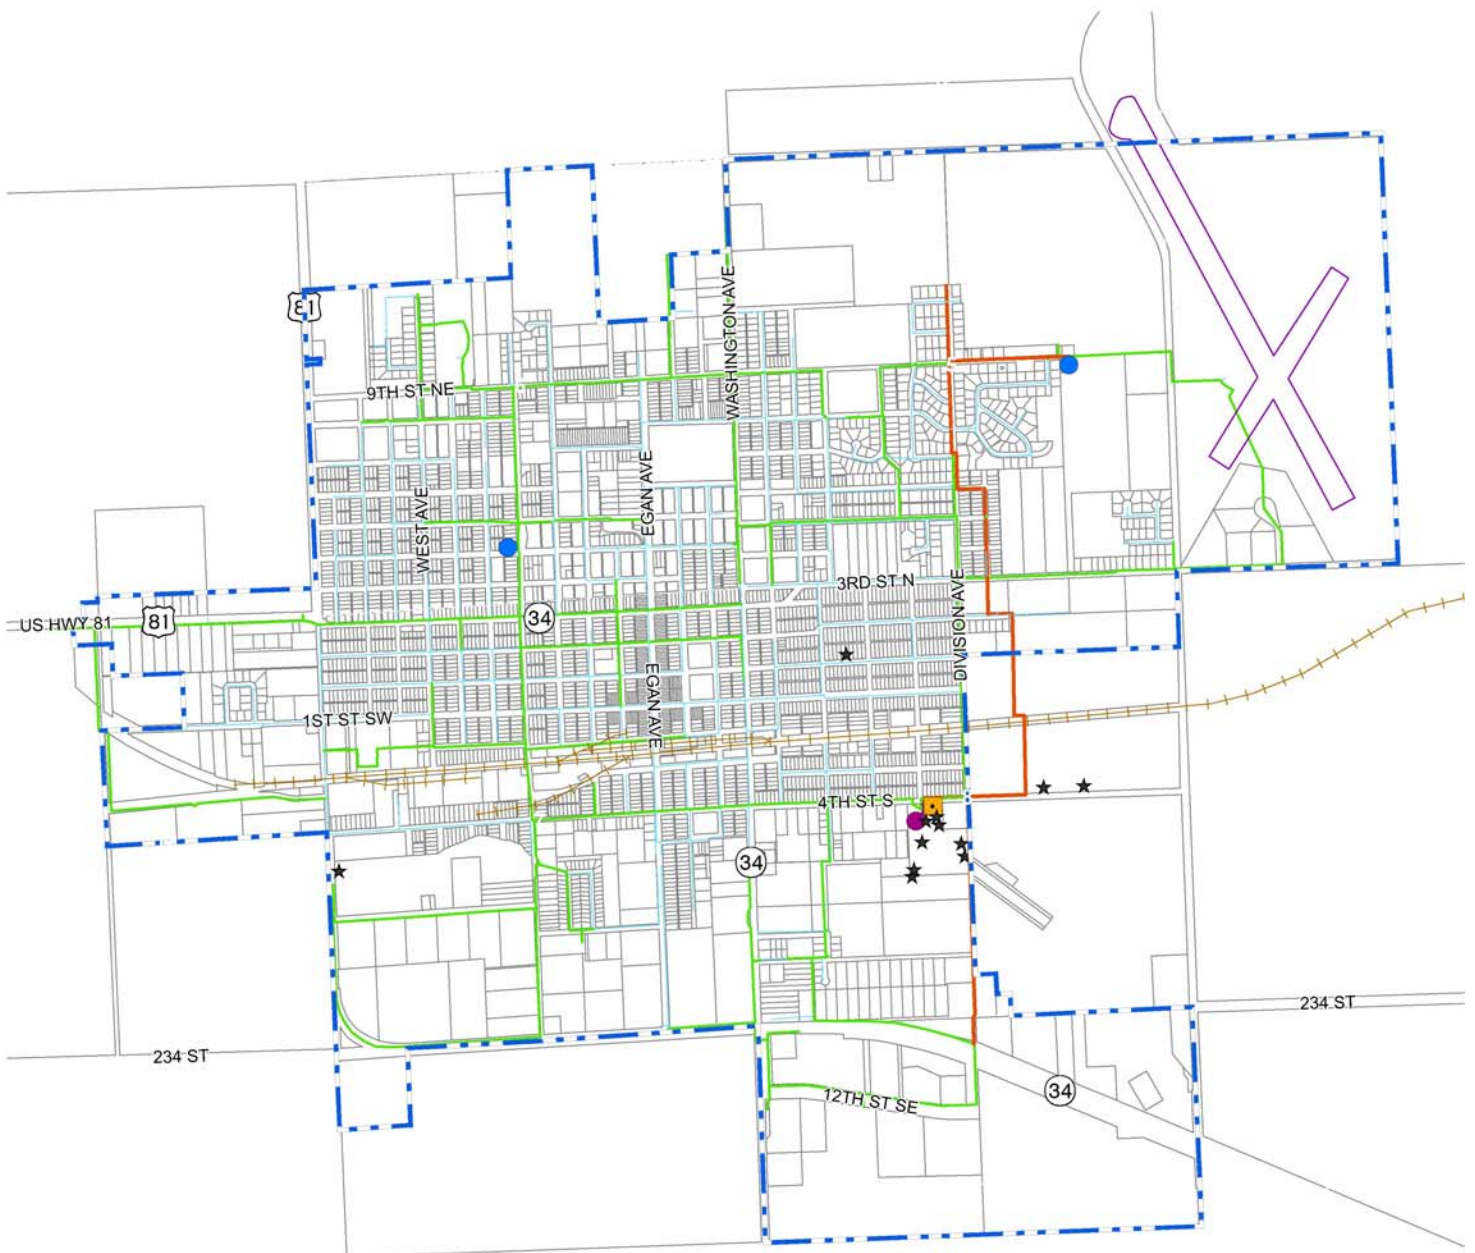 81
WASHINGTON AVE
9TH ST NE
EGAN AVE
WEST AVE
3RD ST N
DIVISION AVE
US HWY 81
81
34
EGAN AVE
1ST ST SW
4TH ST S
34
234 ST
234 ST
34
12TH ST SE